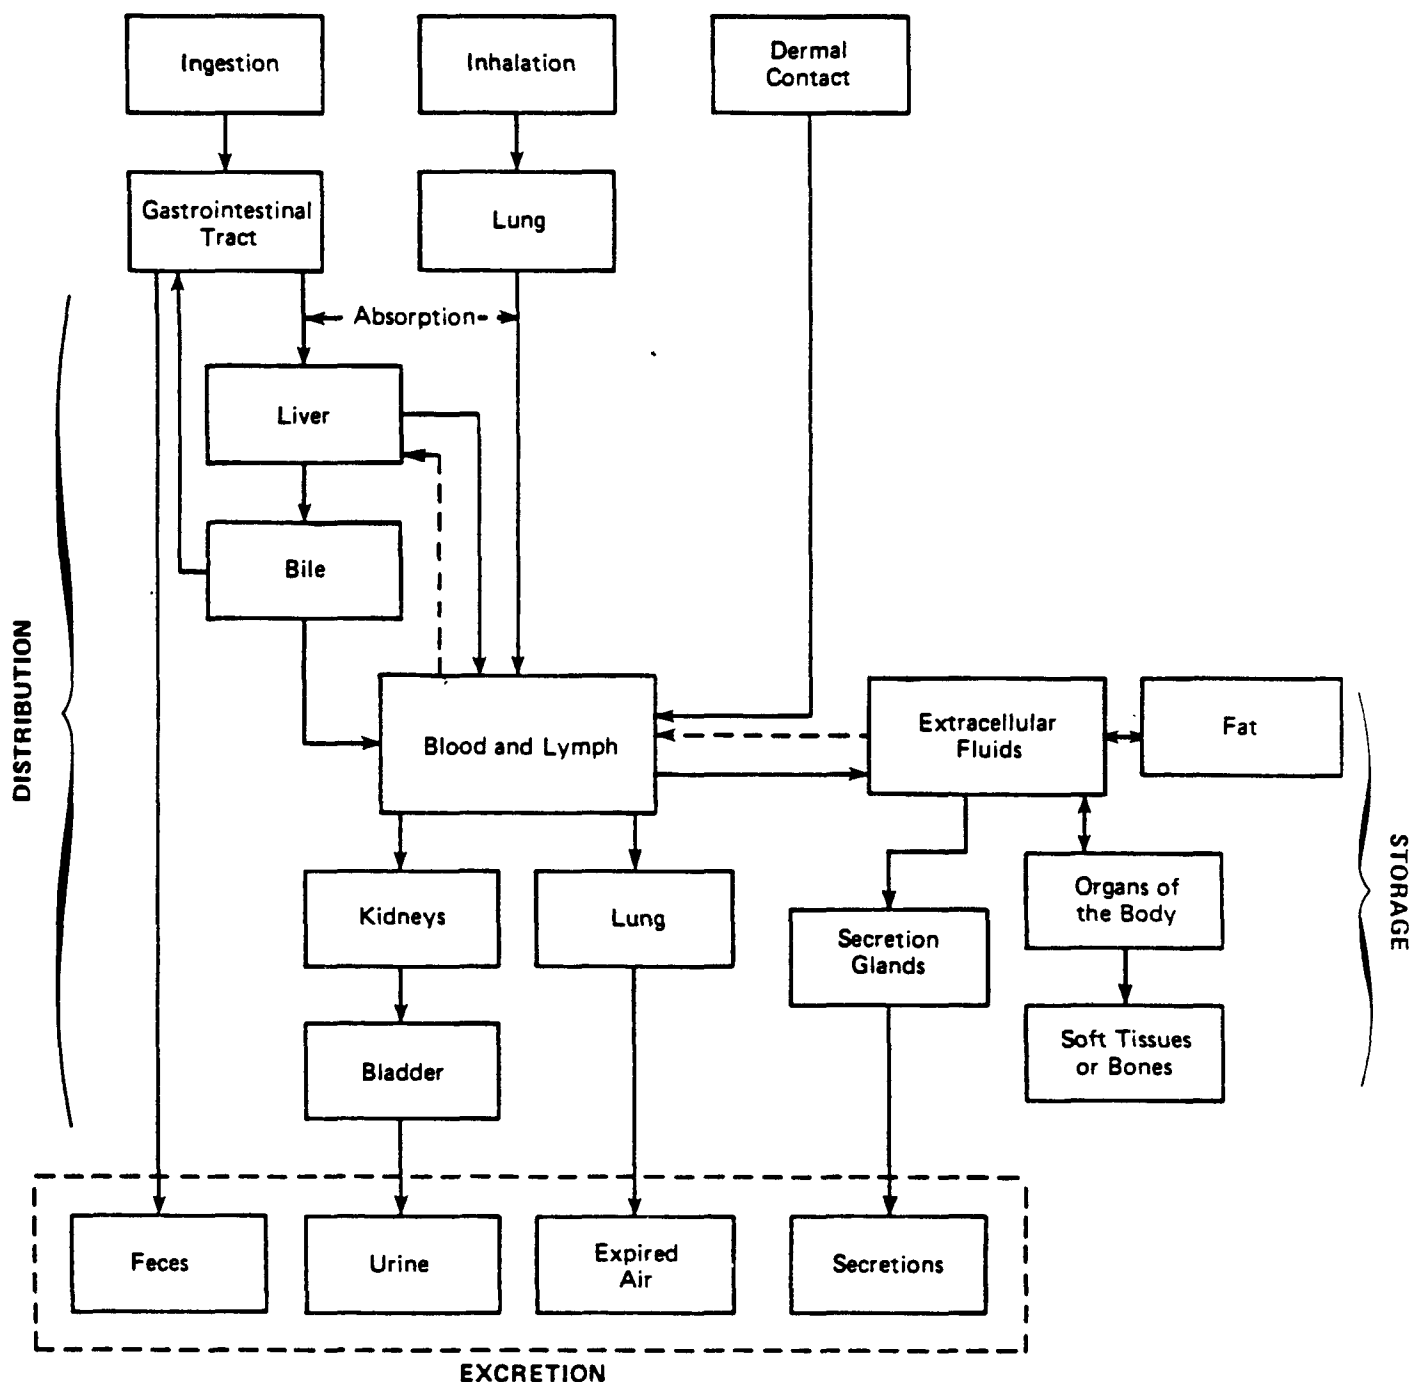 Ingestion
Inhalation
Dermal
Contact
Gastrointestinal
Tract
Lung
Absorption
Liver
Bile
DISTRIBUTION
Blood and Lymph
Extracellular
Fluids
Fat
STORAGE
Kidneys
Lung
Secretion
Glands
Organs of
the Body
Bladder
Soft Tissues
or Bones
Feces
Urine
Expired
Air
Secretions
EXCRETION